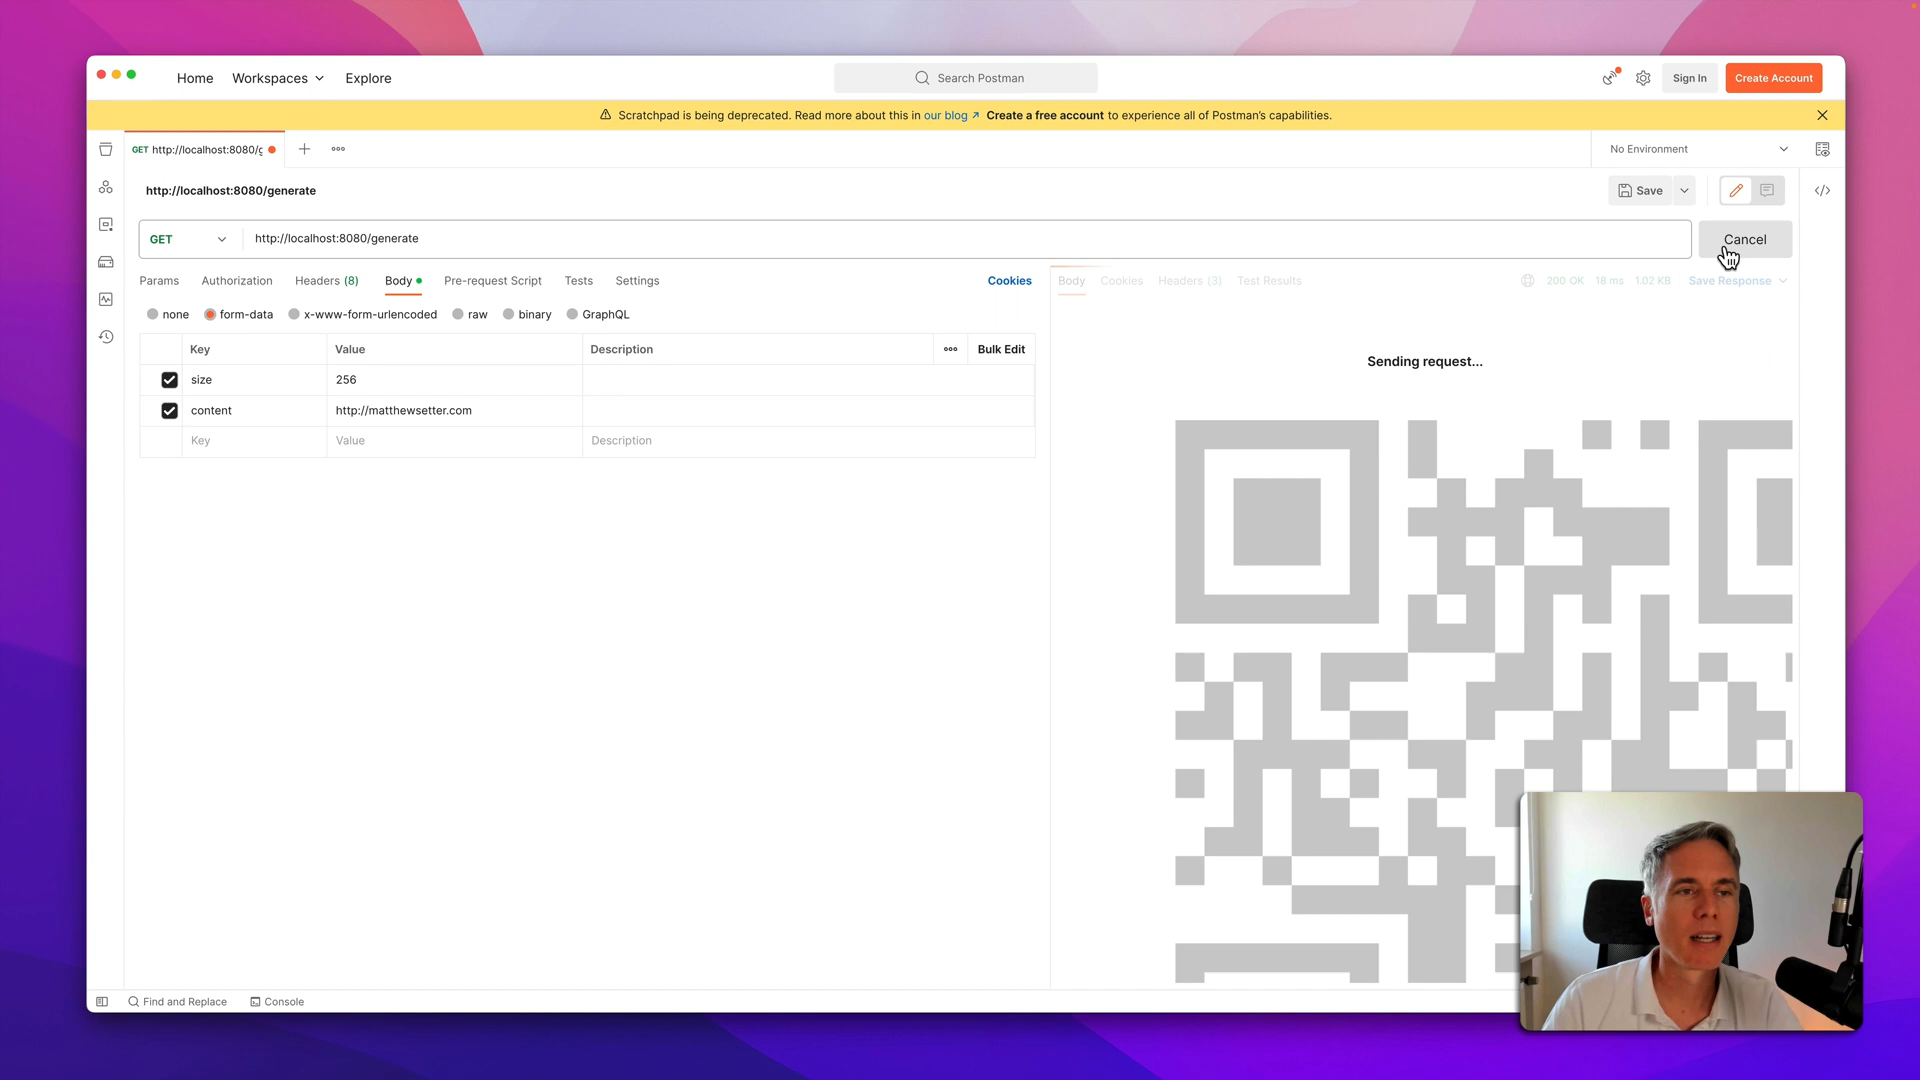 Home Workspaces Explore Search Postman Sign In Create Account
Scratchpad is being deprecated. Read more about this in our blog ↗ Create a free account to experience all of Postman's capabilities.
GET http://localhost:8080/g No Environment
http://localhost:8080/generate Save
GET http://localhost:8080/generate Cancel
Params Authorization Headers (8) Body Pre-request Script Tests Settings Cookies
Body Cookies Headers (3) Test Results 200 OK 18 ms 1.02 KB Save Response
none form-data x-www-form-urlencoded raw binary GraphQL
Key Value Description Bulk Edit
size 256
content http://matthewsetter.com
Key Value Description
Sending request...
Find and Replace Console